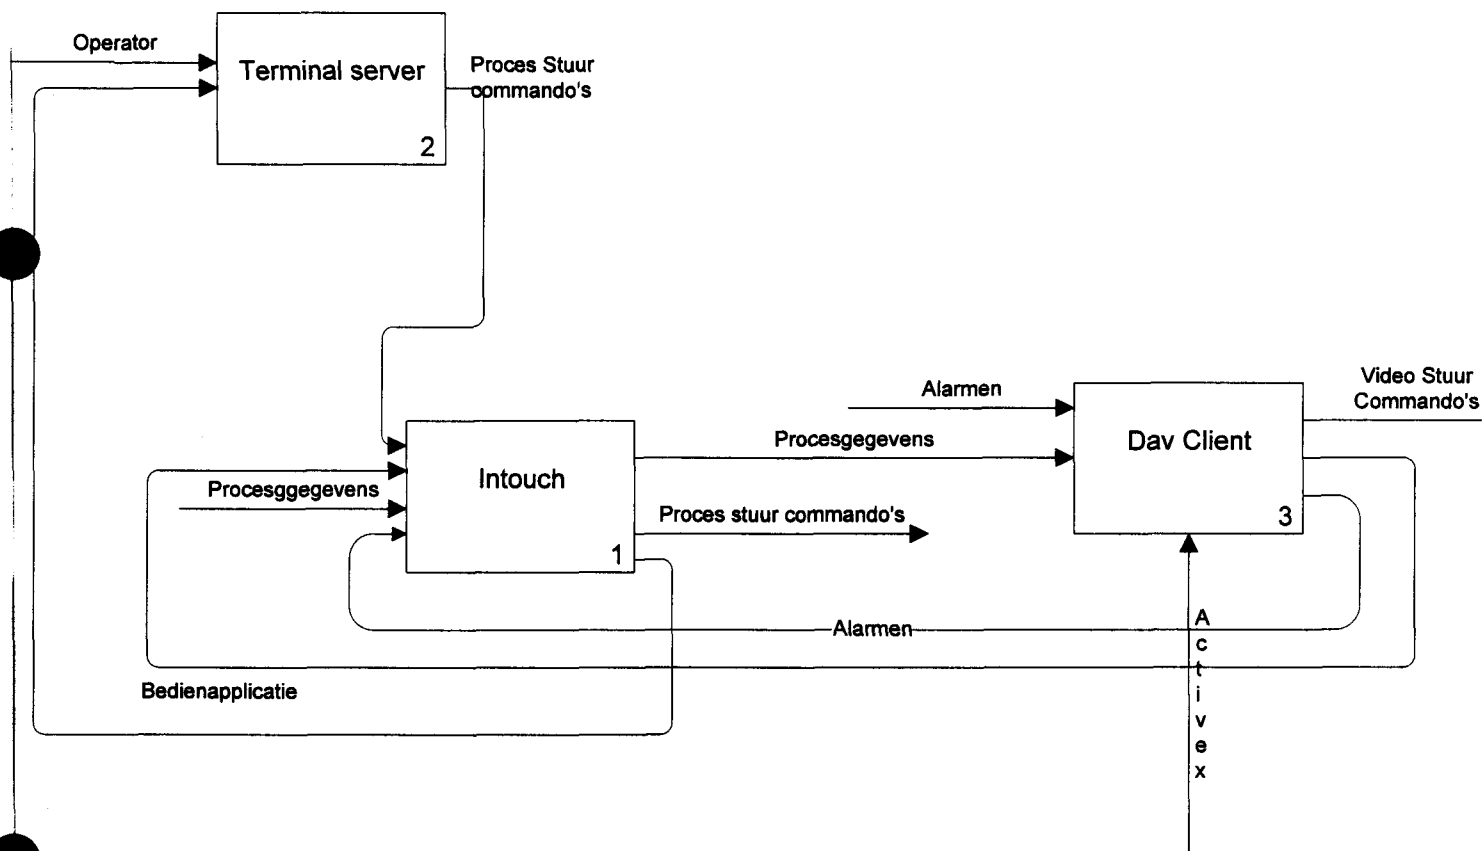 Operator
Terminal server
2
Proces Stuur
commando's
Alarmen
Video Stuur
Commando's
Dav Client
3
Procesgegevens
Intouch
1
Procesggegevens
Proces stuur commando's
Alarmen
Activex
Bedienapplicatie